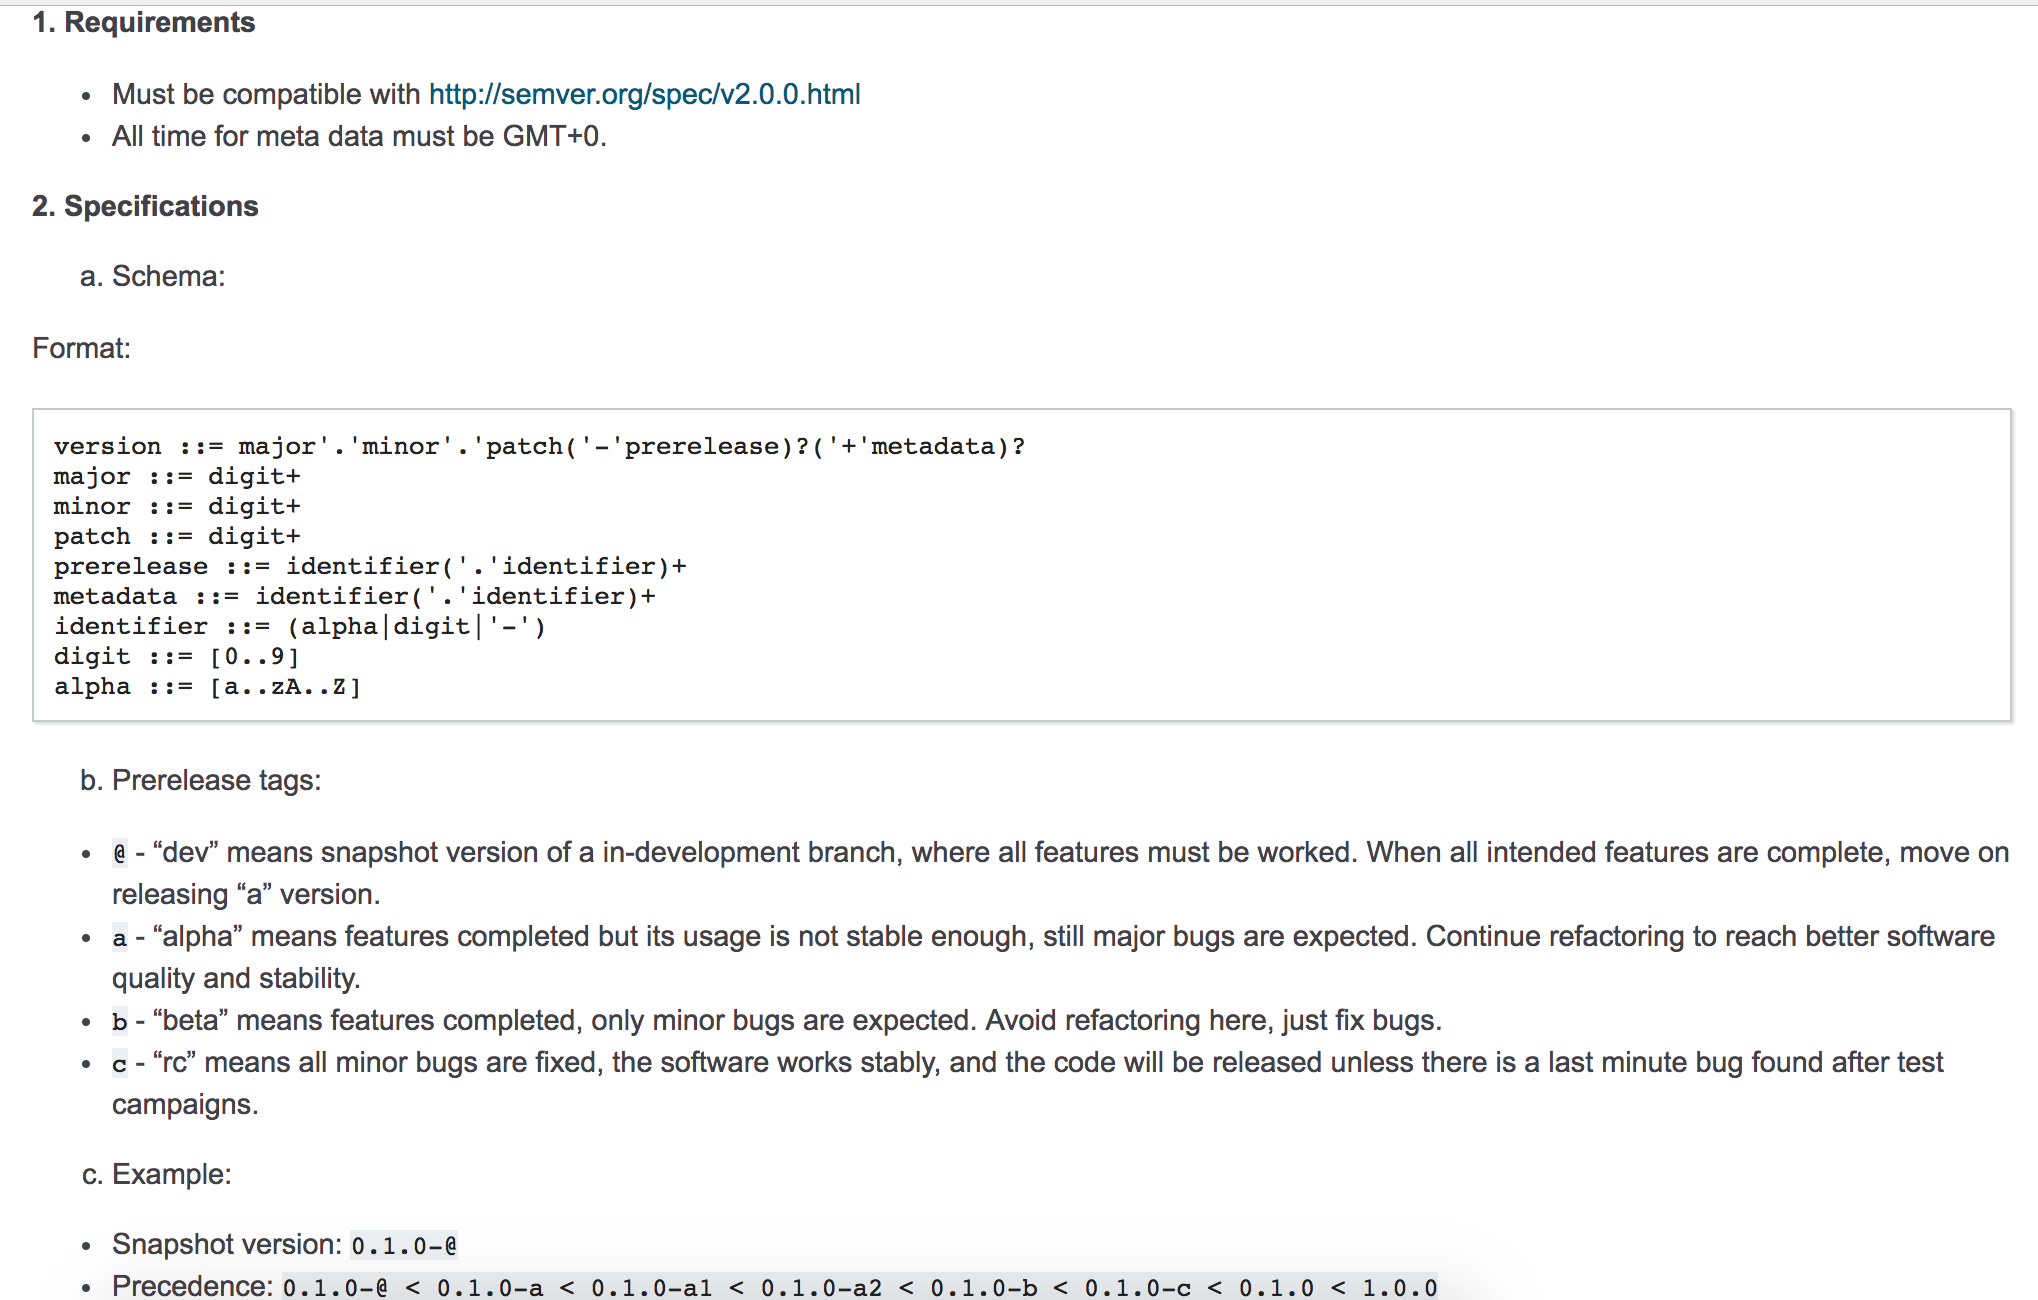 1. Requirements
• Must be compatible with http://semver.org/spec/v2.0.0.html
• All time for meta data must be GMT+0.
2. Specifications
a. Schema:
Format:
version ::= major'.'minor'.'patch('-'prerelease)?('+'metadata)?
major ::= digit+
minor ::= digit+
patch ::= digit+
prerelease ::= identifier('.'identifier)+
metadata ::= identifier('.'identifier)+
identifier ::= (alpha|digit|'-')
digit ::= [0..9]
alpha ::= [a..zA..Z]
b. Prerelease tags:
• @ - “dev” means snapshot version of a in-development branch, where all features must be worked. When all intended features are complete, move on
releasing “a” version.
• a - “alpha” means features completed but its usage is not stable enough, still major bugs are expected. Continue refactoring to reach better software
quality and stability.
• b - “beta” means features completed, only minor bugs are expected. Avoid refactoring here, just fix bugs.
• c - “rc” means all minor bugs are fixed, the software works stably, and the code will be released unless there is a last minute bug found after test
campaigns.
c. Example:
• Snapshot version: 0.1.0-@
• Precedence: 0.1.0-@ < 0.1.0-a < 0.1.0-a1 < 0.1.0-a2 < 0.1.0-b < 0.1.0-c < 0.1.0 < 1.0.0